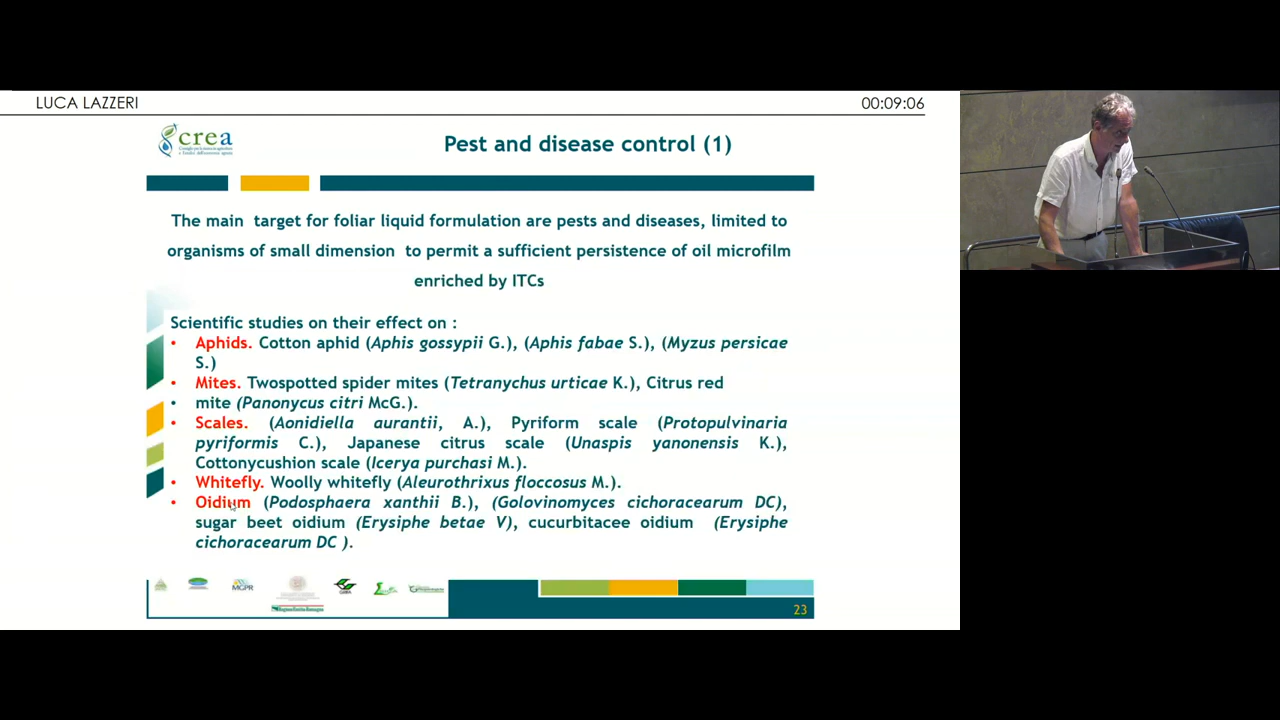 LUCA LAZZERI
00:09:06
crea
Pest and disease control (1)
The main target for foliar liquid formulation are pests and diseases, limited to
organisms of small dimension to permit a sufficient persistence of oil microfilm
enriched by ITCs
Scientific studies on their effect on :
• Aphids. Cotton aphid (Aphis gossypii G.), (Aphis fabae S.), (Myzus persicae
S.)
• Mites. Twospotted spider mites (Tetranychus urticae K.), Citrus red
• mite (Panonycus citri McG.).
• Scales. (Aonidiella aurantii, A.), Pyriform scale (Protopulvinaria
pyriformis C.), Japanese citrus scale (Unaspis yanonensis K.),
Cottonycushion scale (Icerya purchasi M.).
• Whitefly. Woolly whitefly (Aleurothrixus floccosus M.).
• Oidium (Podosphaera xanthii B.), (Golovinomyces cichoracearum DC),
sugar beet oidium (Erysiphe betae V), cucurbitacee oidium (Erysiphe
cichoracearum DC ).
MGPR
23